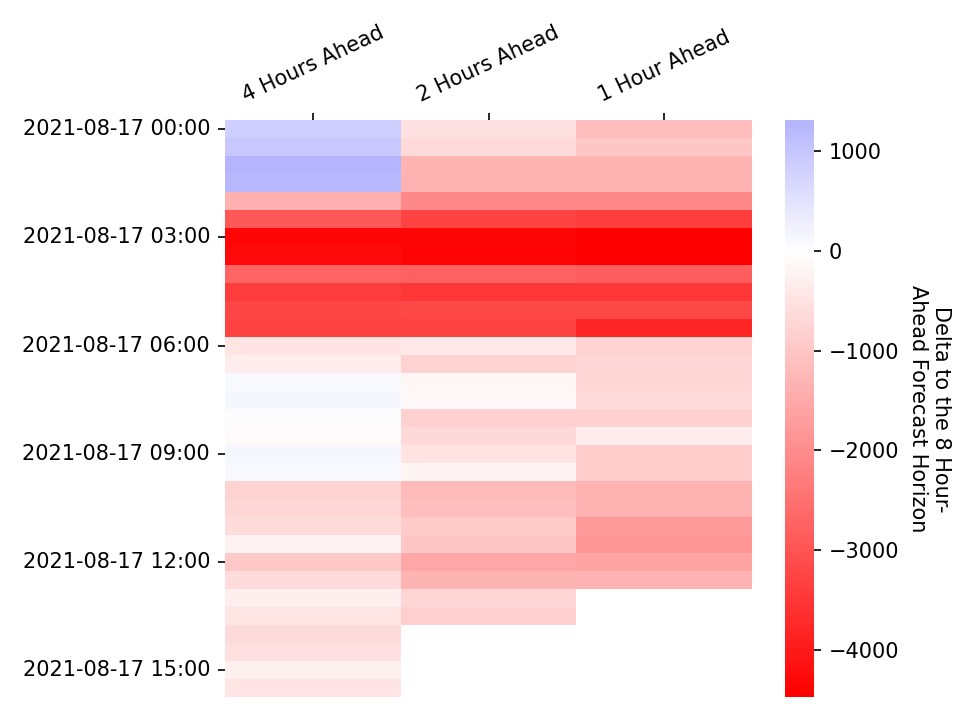 4 Hours Ahead
2 Hours Ahead
1 Hour Ahead
2021-08-17 00:00
2021-08-17 03:00
2021-08-17 06:00
2021-08-17 09:00
2021-08-17 12:00
2021-08-17 15:00
1000
0
−1000
−2000
−3000
−4000
Delta to the 8 Hour-
Ahead Forecast Horizon